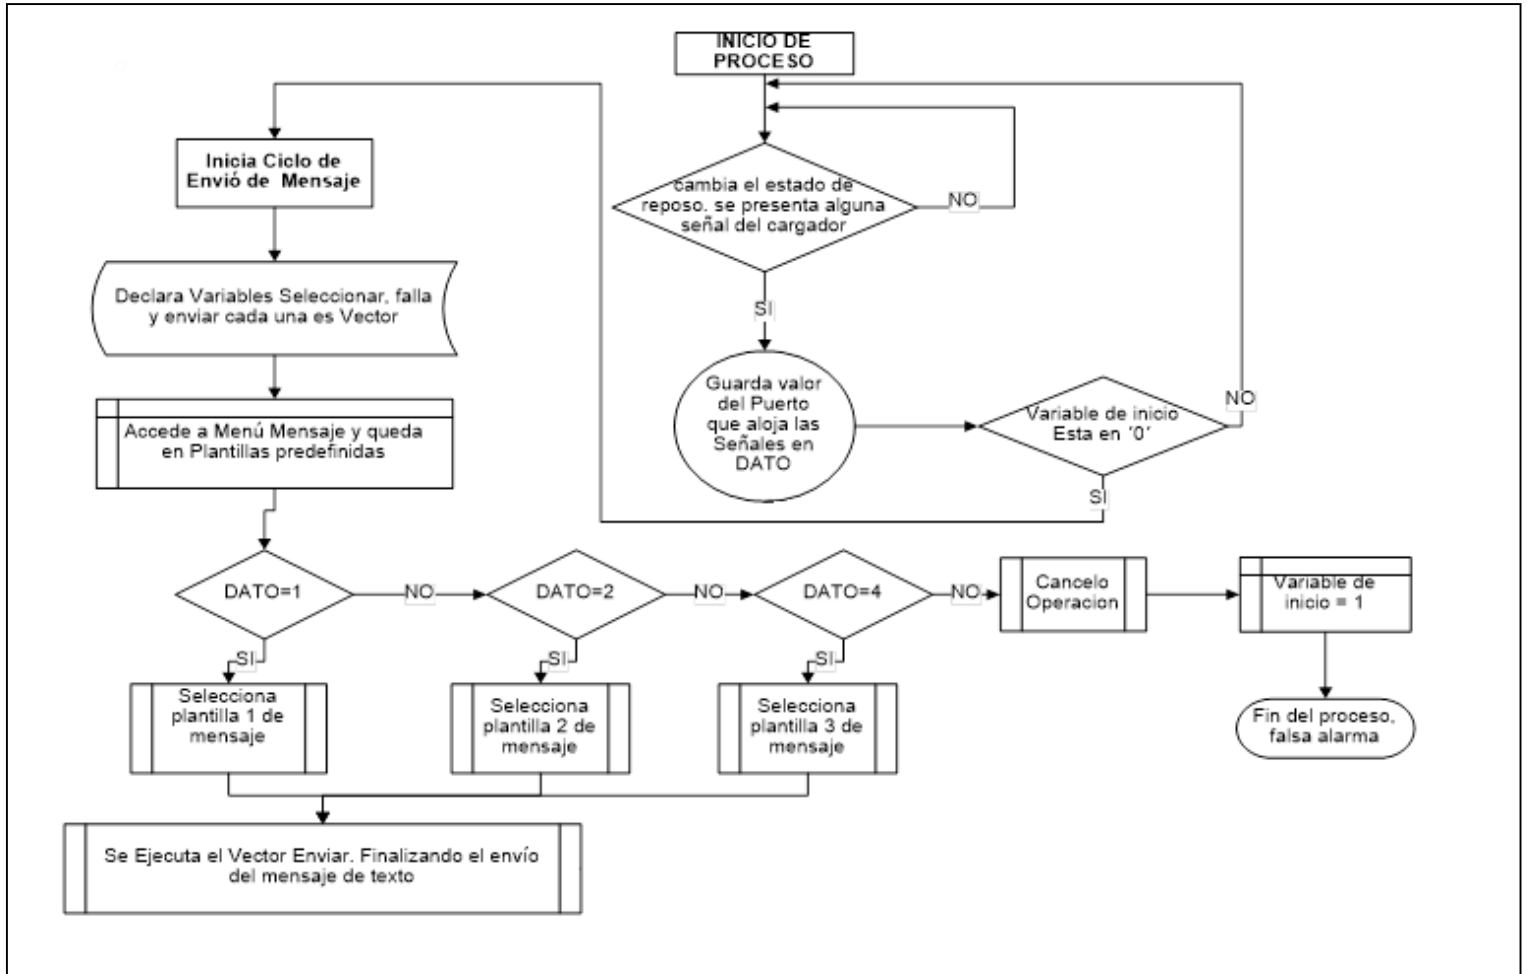 INICIO DE
PROCESO
Inicia Ciclo de
Envió de Mensaje
cambia el estado de
reposo. se presenta alguna
señal del cargador
NO
SI
Declara Variables Seleccionar, falla
y enviar cada una es Vector
Guarda valor
del Puerto
que aloja las
Señales en
DATO
Variable de inicio
Esta en ´0´
NO
SI
Accede a Menú Mensaje y queda
en Plantillas predefinidas
DATO=1
NO
DATO=2
NO
DATO=4
NO
Cancelo
Operacion
Variable de
inicio = 1
SI
SI
SI
Selecciona
plantilla 1 de
mensaje
Selecciona
plantilla 2 de
mensaje
Selecciona
plantilla 3 de
mensaje
Fin del proceso,
falsa alarma
Se Ejecuta el Vector Enviar. Finalizando el envío
del mensaje de texto